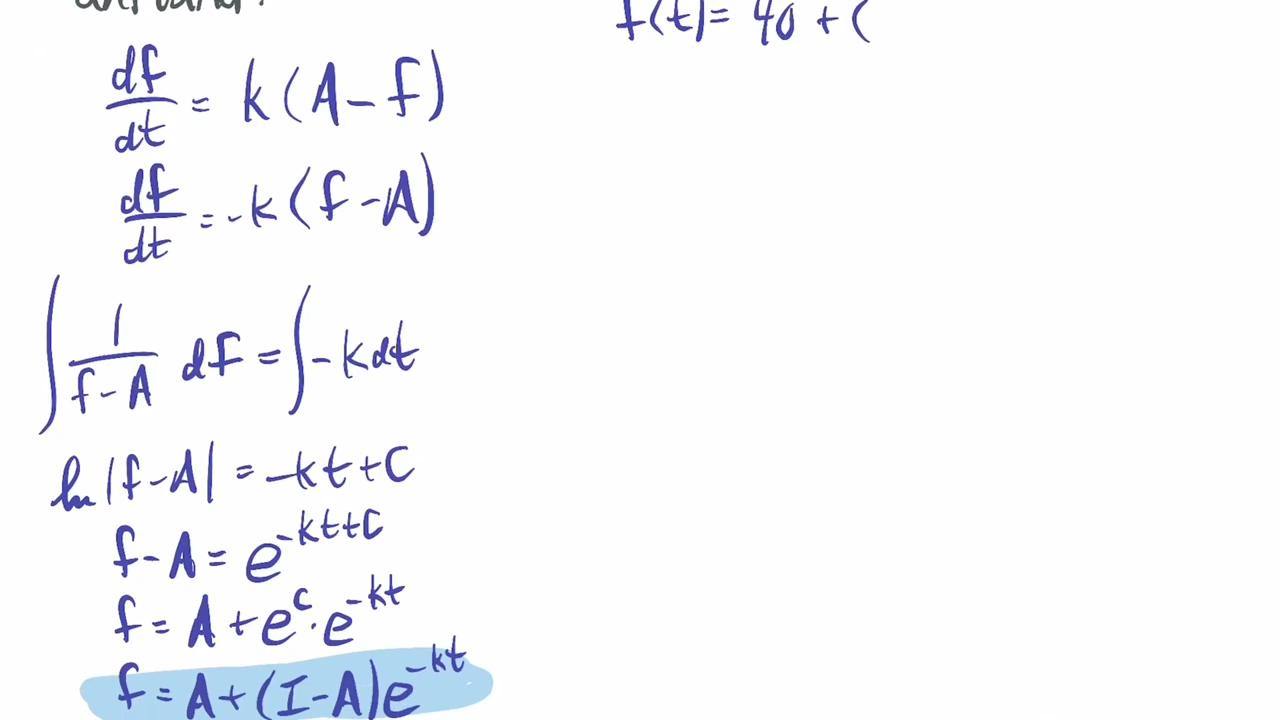 df/dt = k(A-f)
df/dt = -k(f-A)
∫ 1/(f-A) df = ∫ -k dt
ln|f-A| = -kt+C
f-A = e^(-kt+C)
f = A + e^C · e^(-kt)
f = A+(I-A)e^(-kt)
f(t) = 40 + (